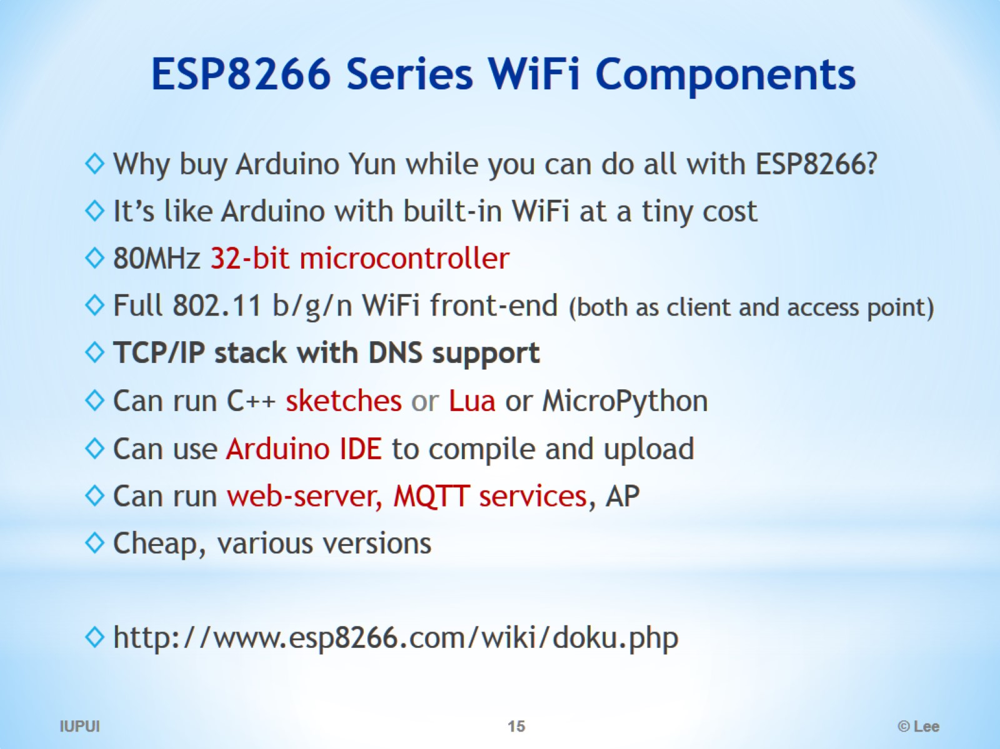 ESP8266 Series WiFi Components
◇ Why buy Arduino Yun while you can do all with ESP8266?
◇ It’s like Arduino with built-in WiFi at a tiny cost
◇ 80MHz 32-bit microcontroller
◇ Full 802.11 b/g/n WiFi front-end (both as client and access point)
◇ TCP/IP stack with DNS support
◇ Can run C++ sketches or Lua or MicroPython
◇ Can use Arduino IDE to compile and upload
◇ Can run web-server, MQTT services, AP
◇ Cheap, various versions
◇ http://www.esp8266.com/wiki/doku.php
IUPUI 15 © Lee